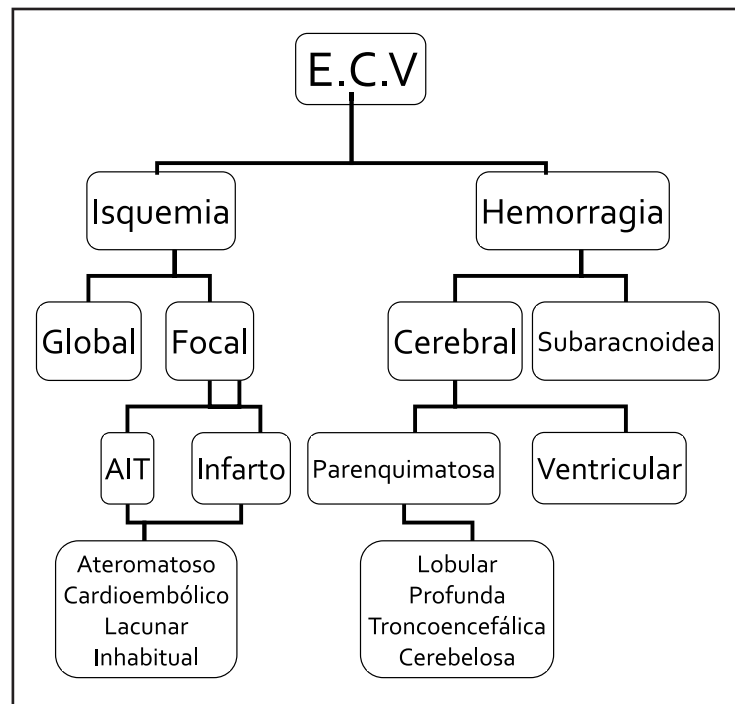 E.C.V
Isquemia
Hemorragia
Global
Focal
Cerebral
Subaracnoidea
AIT
Infarto
Parenquimatosa
Ventricular
Ateromatoso
Cardioembólico
Lacunar
Inhabitual
Lobular
Profunda
Troncoencefálica
Cerebelosa